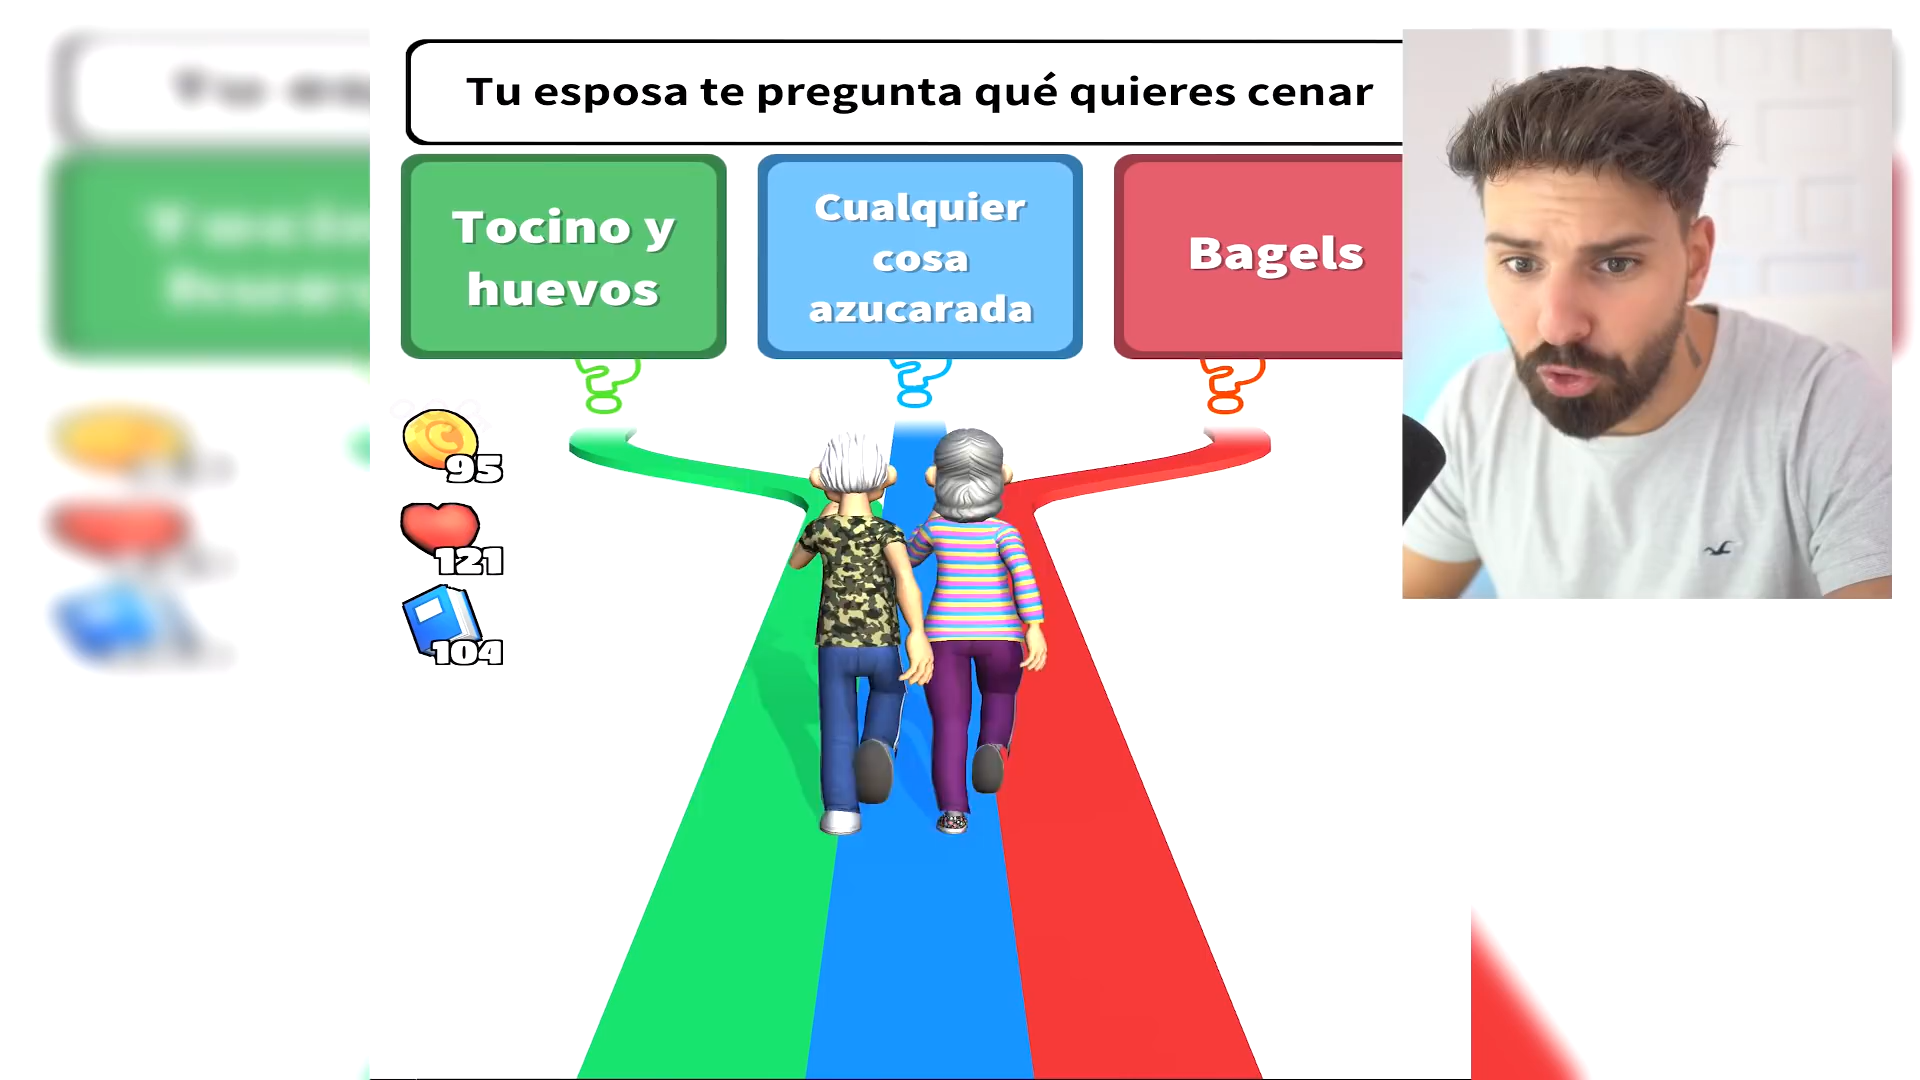 Tu esposa te pregunta qué quieres cenar
Tocino y
huevos
Cualquier
cosa
azucarada
Bagels
95
121
104